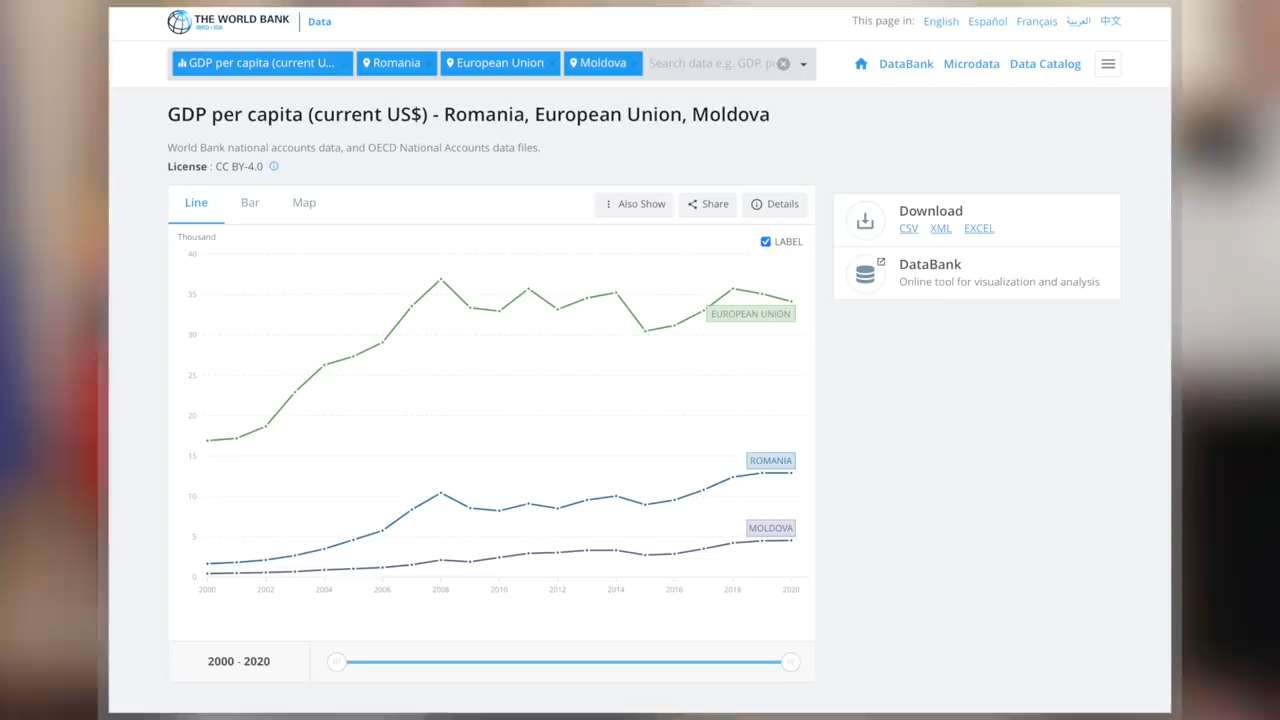 THE WORLD BANK
IBRD • IDA
Data
This page in: English Español Français العربية 中文
GDP per capita (current U... Romania European Union Moldova Search data e.g. GDP, p
DataBank Microdata Data Catalog
GDP per capita (current US$) - Romania, European Union, Moldova
World Bank national accounts data, and OECD National Accounts data files.
License : CC BY-4.0
Line Bar Map Also Show Share Details
Thousand
LABEL
40
35
30
25
20
15
10
5
0
EUROPEAN UNION
ROMANIA
MOLDOVA
2000 2002 2004 2006 2008 2010 2012 2014 2016 2018 2020
2000 - 2020
Download
CSV XML EXCEL
DataBank
Online tool for visualization and analysis